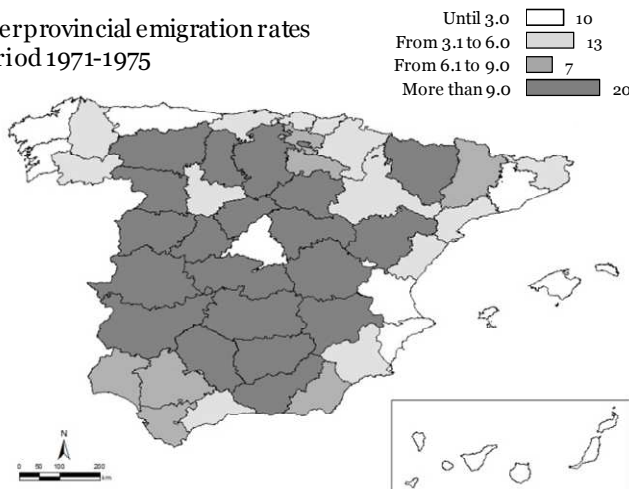 erprovincial emigration rates
riod 1971-1975
Until 3.0 10
From 3.1 to 6.0 13
From 6.1 to 9.0 7
More than 9.0 20
N
0 50 100 200
km